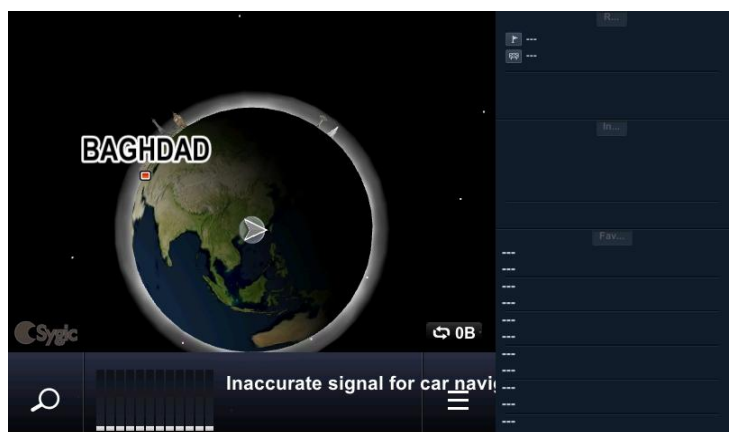 BAGHDAD
Sygic
0B
Inaccurate signal for car navi
R...
---
---
In...
Fav...
---
---
---
---
---
---
---
---
---
---
---